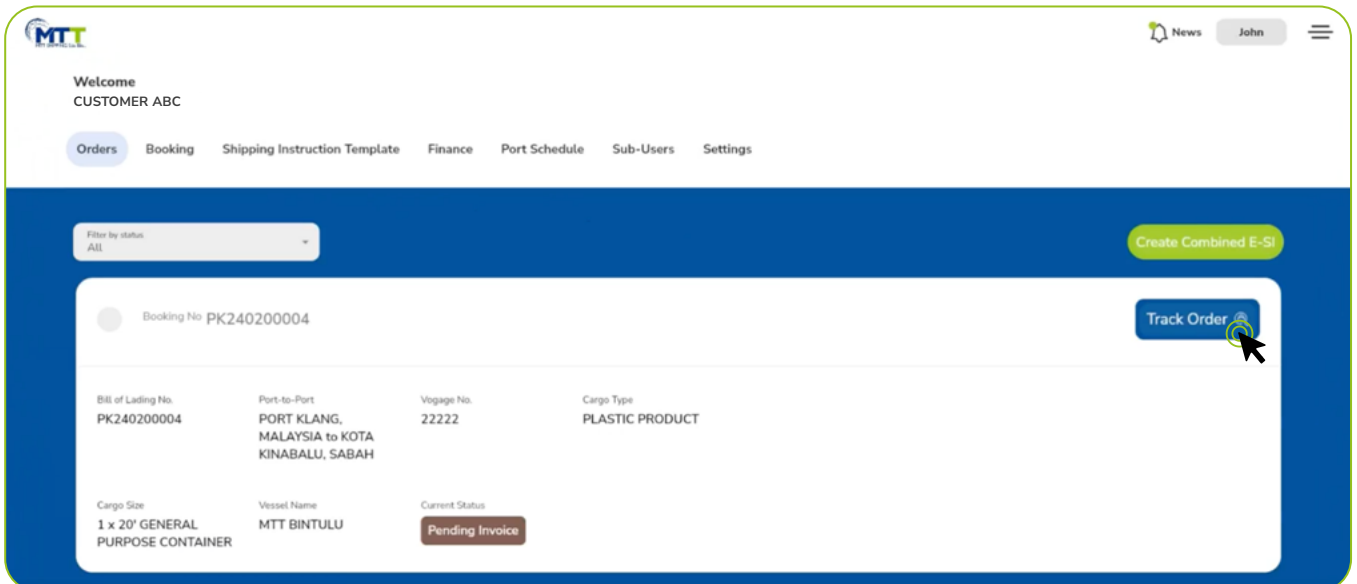 MTT
News
John
Welcome
CUSTOMER ABC
Orders
Booking
Shipping Instruction Template
Finance
Port Schedule
Sub-Users
Settings
Filter by status
All
Create Combined E-SI
Booking No PK240200004
Track Order
Bill of Lading No.
PK240200004
Port-to-Port
PORT KLANG,
MALAYSIA to KOTA
KINABALU, SABAH
Vogage No.
22222
Cargo Type
PLASTIC PRODUCT
Cargo Size
1 x 20' GENERAL
PURPOSE CONTAINER
Vessel Name
MTT BINTULU
Current Status
Pending Invoice